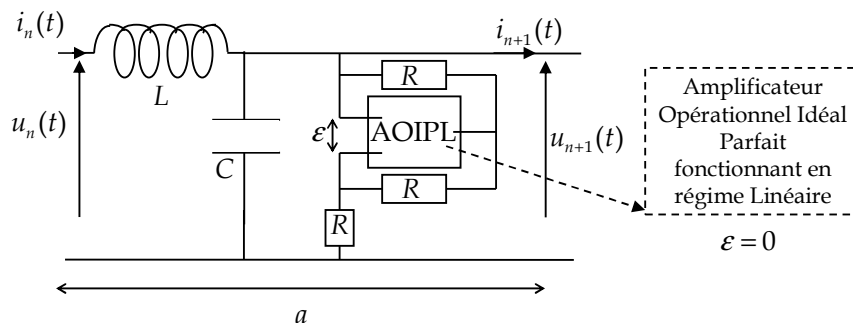 i_n(t)
i_{n+1}(t)
R
L
Amplificateur
Opérationnel Idéal
Parfait
fonctionnant en
régime Linéaire
u_n(t)
ε
AOIPL
u_{n+1}(t)
C
R
R
ε = 0
a